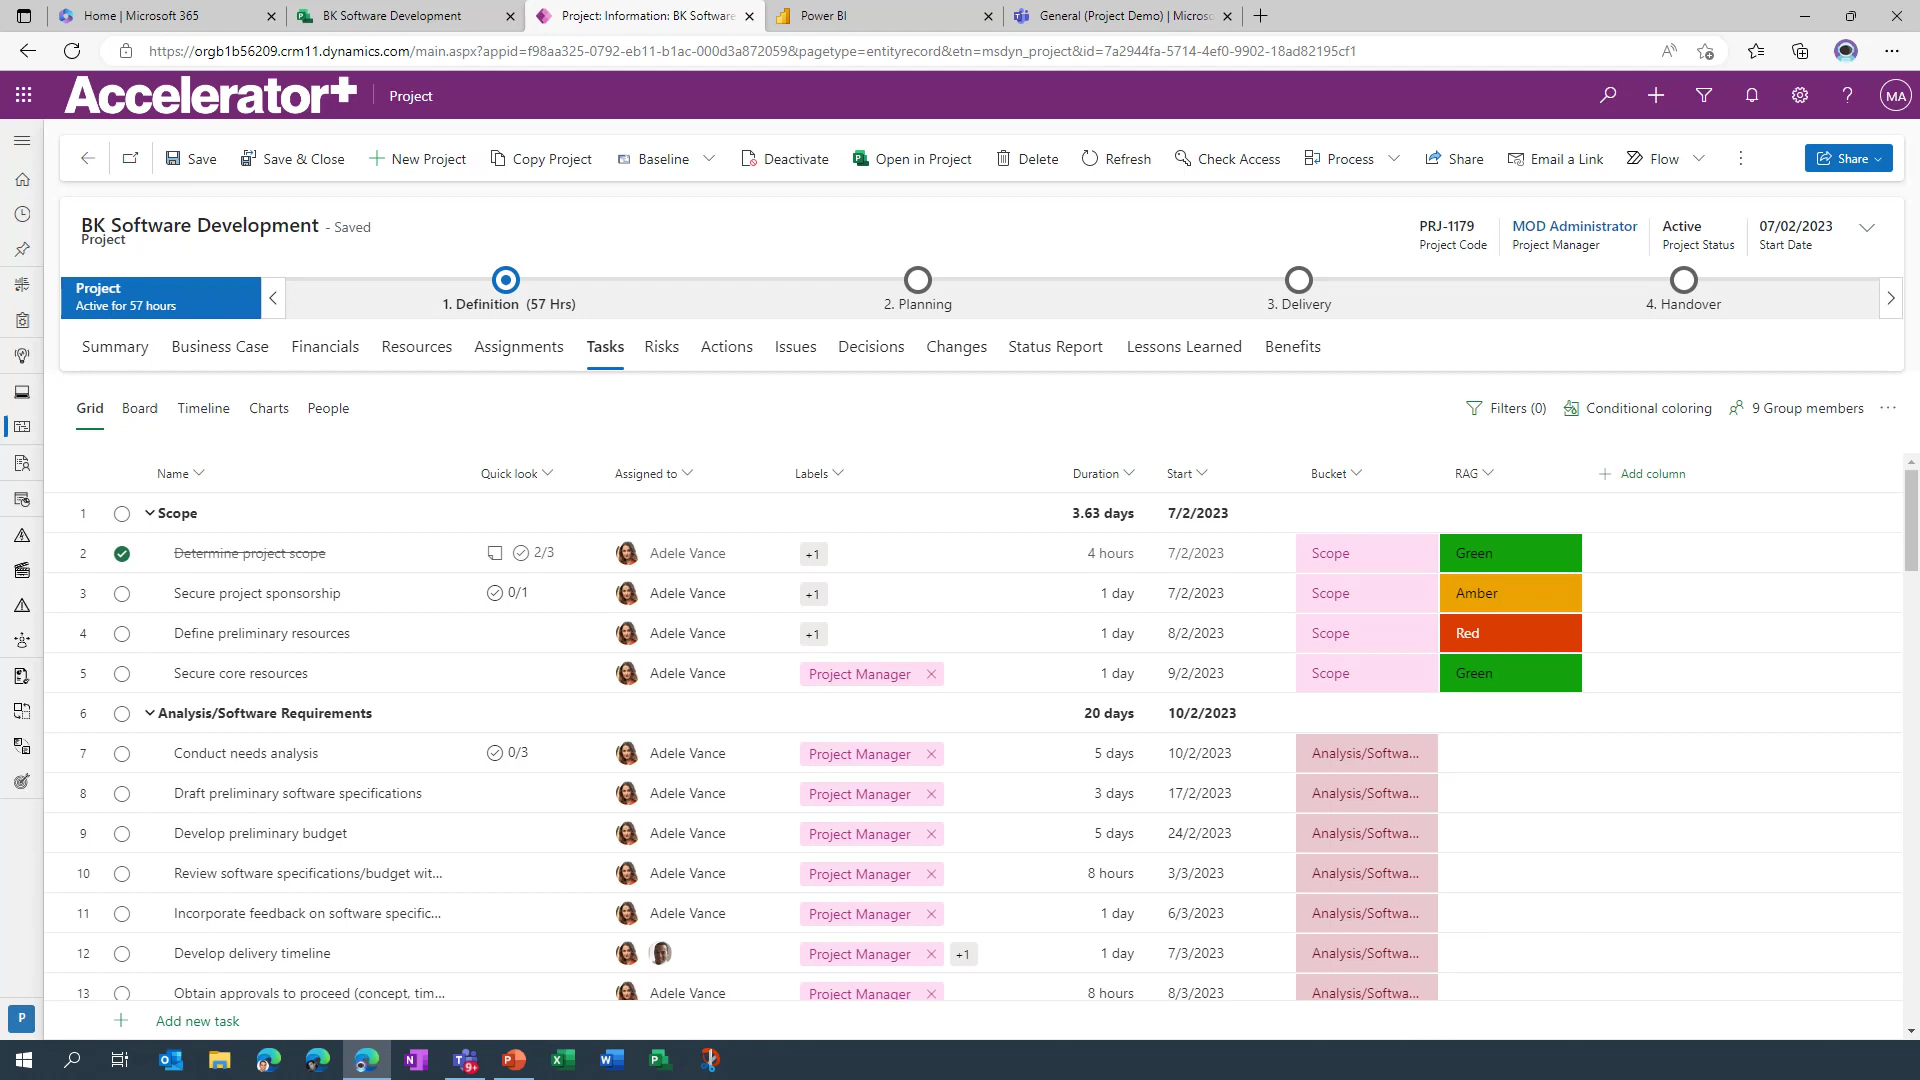 Home | Microsoft 365
BK Software Development
Project: Information: BK Software
Power BI
General (Project Demo) | Micros
https://orgb1b56209.crm11.dynamics.com/main.aspx?appid=f98aa325-0792-eb11-b1ac-000d3a872059&pagetype=entityrecord&etn=msdyn_project&id=7a2944fa-5714-4ef0-9902-18ad82195cf1
Accelerator+ Project MA
Save Save & Close New Project Copy Project Baseline Deactivate Open in Project Delete Refresh Check Access Process Share Email a Link Flow Share
BK Software Development - Saved
Project
PRJ-1179 MOD Administrator Active 07/02/2023
Project Code Project Manager Project Status Start Date
Project
Active for 57 hours
1. Definition (57 Hrs) 2. Planning 3. Delivery 4. Handover
Summary Business Case Financials Resources Assignments Tasks Risks Actions Issues Decisions Changes Status Report Lessons Learned Benefits
Grid Board Timeline Charts People Filters (0) Conditional coloring 9 Group members
Name Quick look Assigned to Labels Duration Start Bucket RAG Add column
1 Scope 3.63 days 7/2/2023
2 Determine project scope 2/3 Adele Vance +1 4 hours 7/2/2023 Scope Green
3 Secure project sponsorship 0/1 Adele Vance +1 1 day 7/2/2023 Scope Amber
4 Define preliminary resources Adele Vance +1 1 day 8/2/2023 Scope Red
5 Secure core resources Adele Vance Project Manager 1 day 9/2/2023 Scope Green
6 Analysis/Software Requirements 20 days 10/2/2023
7 Conduct needs analysis 0/3 Adele Vance Project Manager 5 days 10/2/2023 Analysis/Softwa...
8 Draft preliminary software specifications Adele Vance Project Manager 3 days 17/2/2023 Analysis/Softwa...
9 Develop preliminary budget Adele Vance Project Manager 5 days 24/2/2023 Analysis/Softwa...
10 Review software specifications/budget wit... Adele Vance Project Manager 8 hours 3/3/2023 Analysis/Softwa...
11 Incorporate feedback on software specific... Adele Vance Project Manager 1 day 6/3/2023 Analysis/Softwa...
12 Develop delivery timeline Project Manager +1 1 day 7/3/2023 Analysis/Softwa...
13 Obtain approvals to proceed (concept, tim... Adele Vance Project Manager 8 hours 8/3/2023 Analysis/Softwa...
Add new task
P
9+